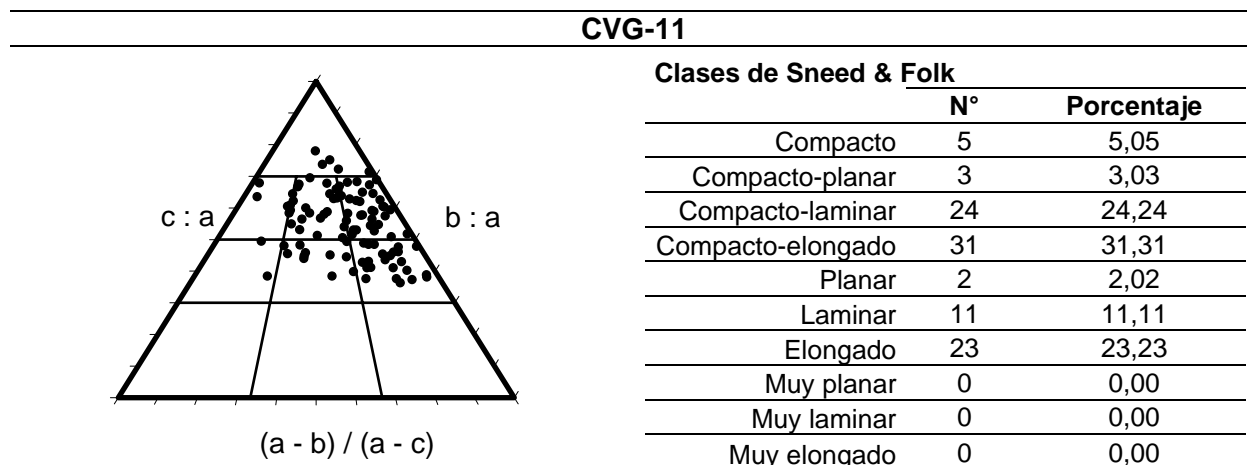 CVG-11
c : a
b : a
(a - b) / (a - c)
Clases de Sneed & Folk
N° Porcentaje
Compacto 5 5,05
Compacto-planar 3 3,03
Compacto-laminar 24 24,24
Compacto-elongado 31 31,31
Planar 2 2,02
Laminar 11 11,11
Elongado 23 23,23
Muy planar 0 0,00
Muy laminar 0 0,00
Muy elongado 0 0,00